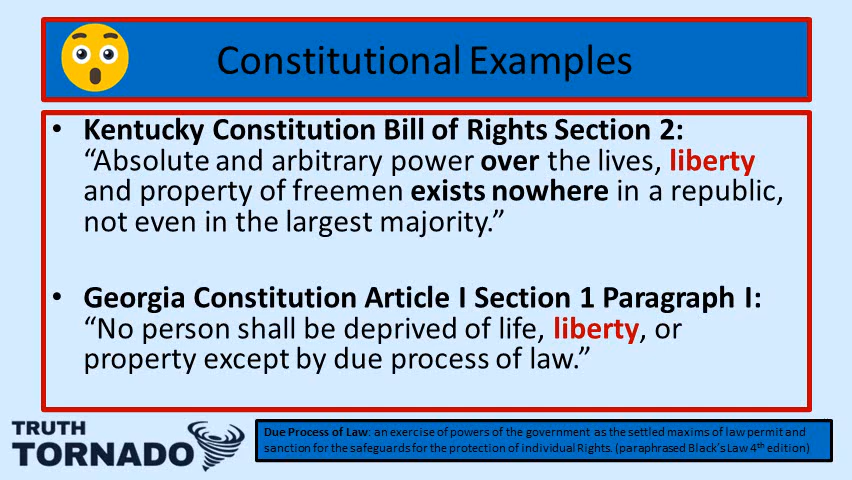 Constitutional Examples
• Kentucky Constitution Bill of Rights Section 2:
“Absolute and arbitrary power over the lives, liberty
and property of freemen exists nowhere in a republic,
not even in the largest majority.”
• Georgia Constitution Article I Section 1 Paragraph I:
“No person shall be deprived of life, liberty, or
property except by due process of law.”
TRUTH
TORNADO
Due Process of Law: an exercise of powers of the government as the settled maxims of law permit and
sanction for the safeguards for the protection of individual Rights. (paraphrased Black’s Law 4th edition)